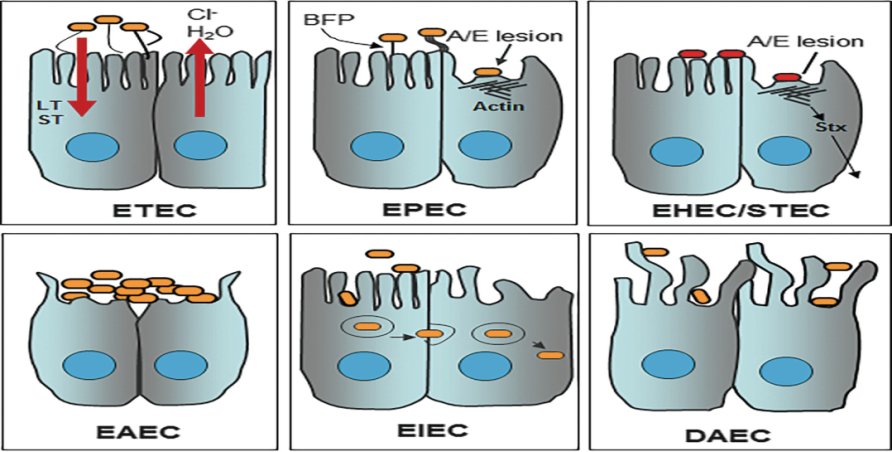 Cl-
H2O
LT
ST
ETEC
BFP
A/E lesion
Actin
EPEC
A/E lesion
Stx
EHEC/STEC
EAEC
EIEC
DAEC